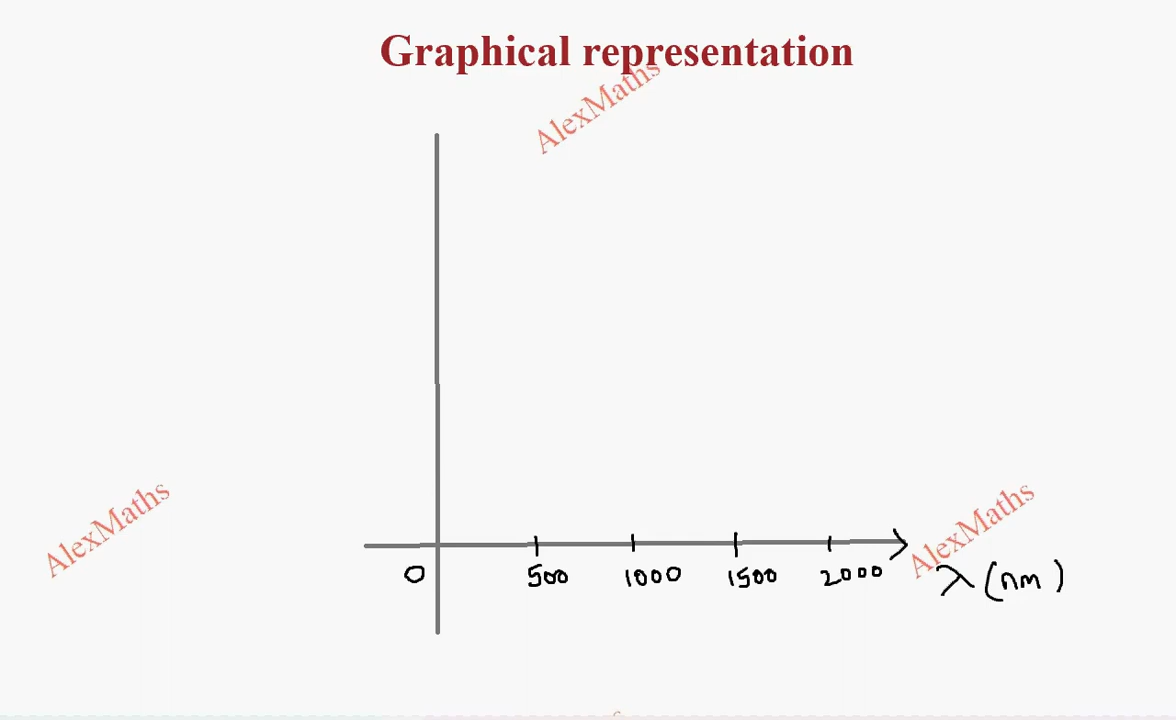 Graphical representation
AlexMaths
AlexMaths
AlexMaths
0 500 1000 1500 2000 λ (nm)